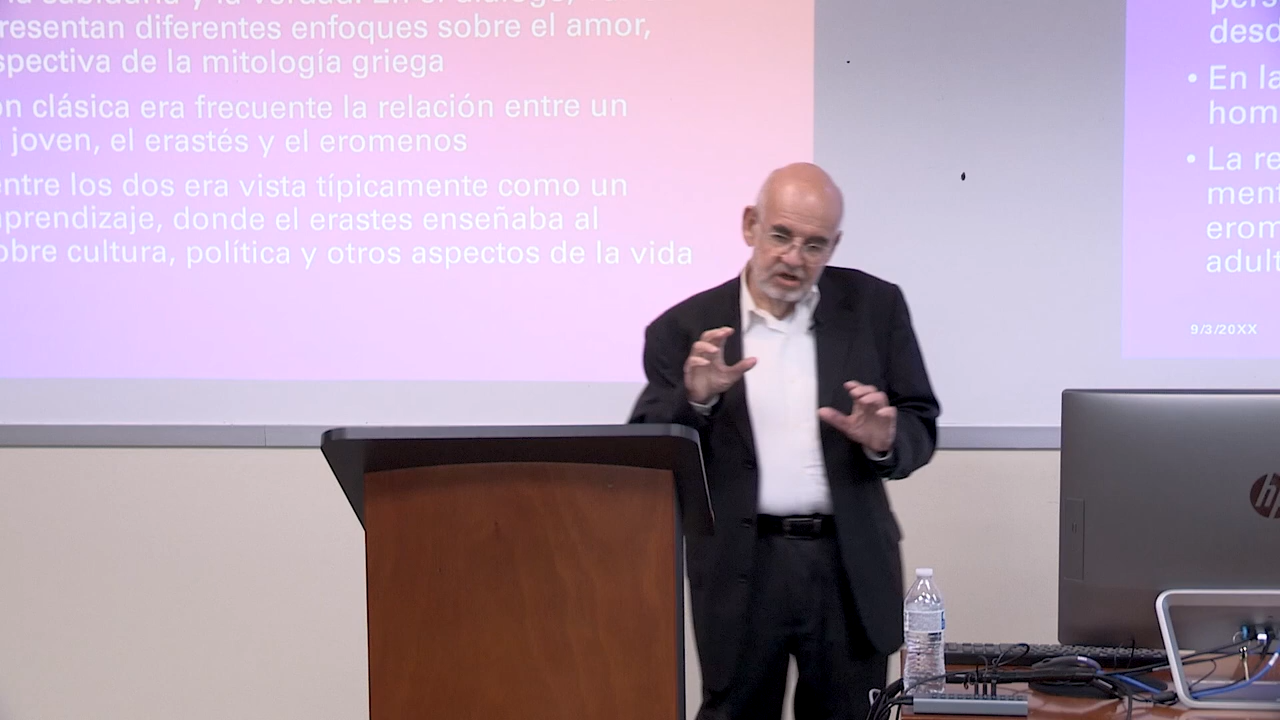 presentan diferentes enfoques sobre el amor,
spectiva de la mitología griega
ón clásica era frecuente la relación entre un
joven, el erastés y el eromenos
entre los dos era vista típicamente como un
aprendizaje, donde el erastes enseñaba al
obre cultura, política y otros aspectos de la vida
desc
• En la
hom
• La re
ment
erom
adult
9/3/20XX
hp